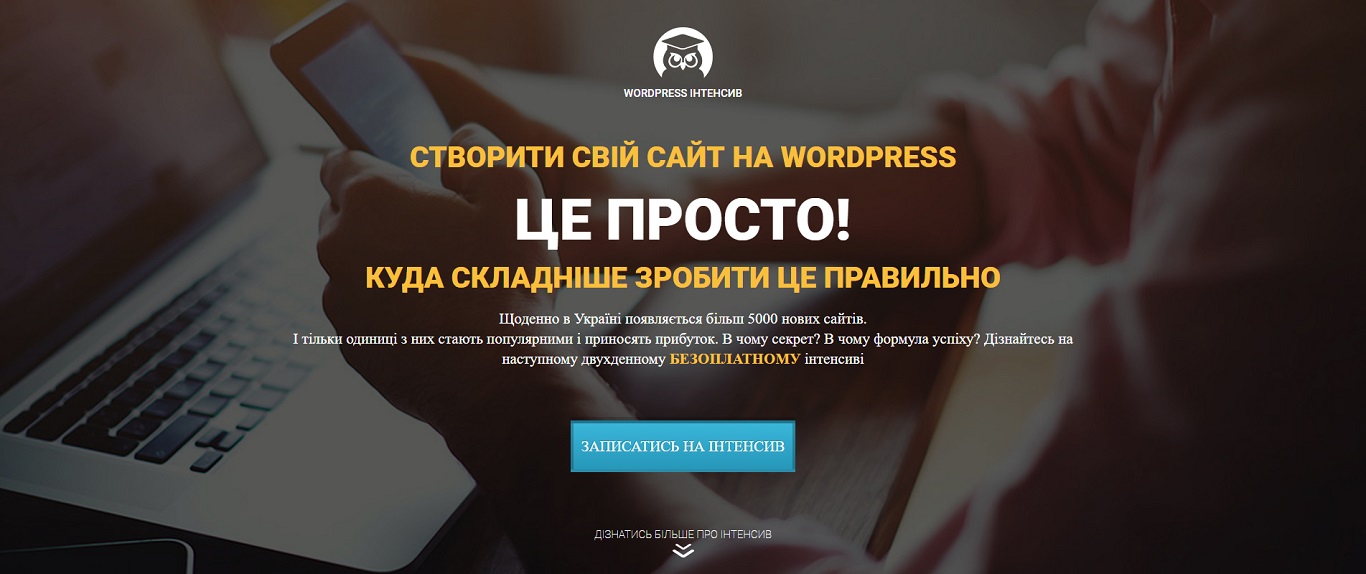 WORDPRESS ІНТЕНСИВ
СТВОРИТИ СВІЙ САЙТ НА WORDPRESS
ЦЕ ПРОСТО!
КУДА СКЛАДНІШЕ ЗРОБИТИ ЦЕ ПРАВИЛЬНО
Щоденно в Україні появляється більш 5000 нових сайтів.
І тільки одиниці з них стають популярними і приносять прибуток. В чому секрет? В чому формула успіху? Дізнайтесь на
наступному двухденному БЕЗОПЛАТНОМУ інтенсиві
ЗАПИСАТИСЬ НА ІНТЕНСИВ
ДІЗНАТИСЬ БІЛЬШЕ ПРО ІНТЕНСИВ